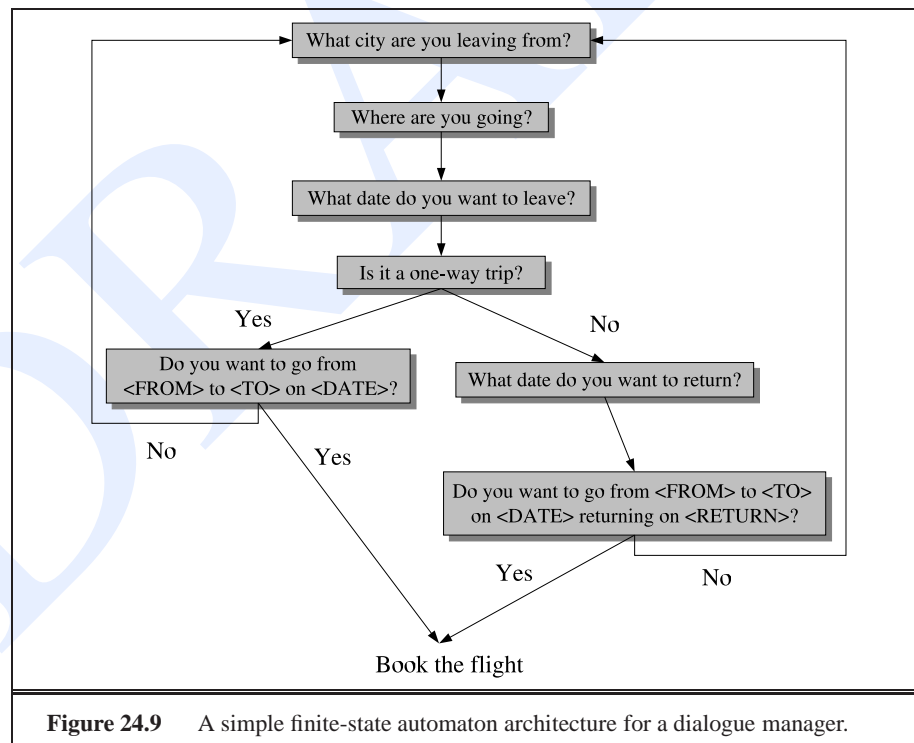 What city are you leaving from?
Where are you going?
What date do you want to leave?
Is it a one-way trip?
Yes
No
Do you want to go from
<FROM> to <TO> on <DATE>?
What date do you want to return?
No
Yes
Do you want to go from <FROM> to <TO>
on <DATE> returning on <RETURN>?
Yes
No
Book the flight
Figure 24.9 A simple finite-state automaton architecture for a dialogue manager.